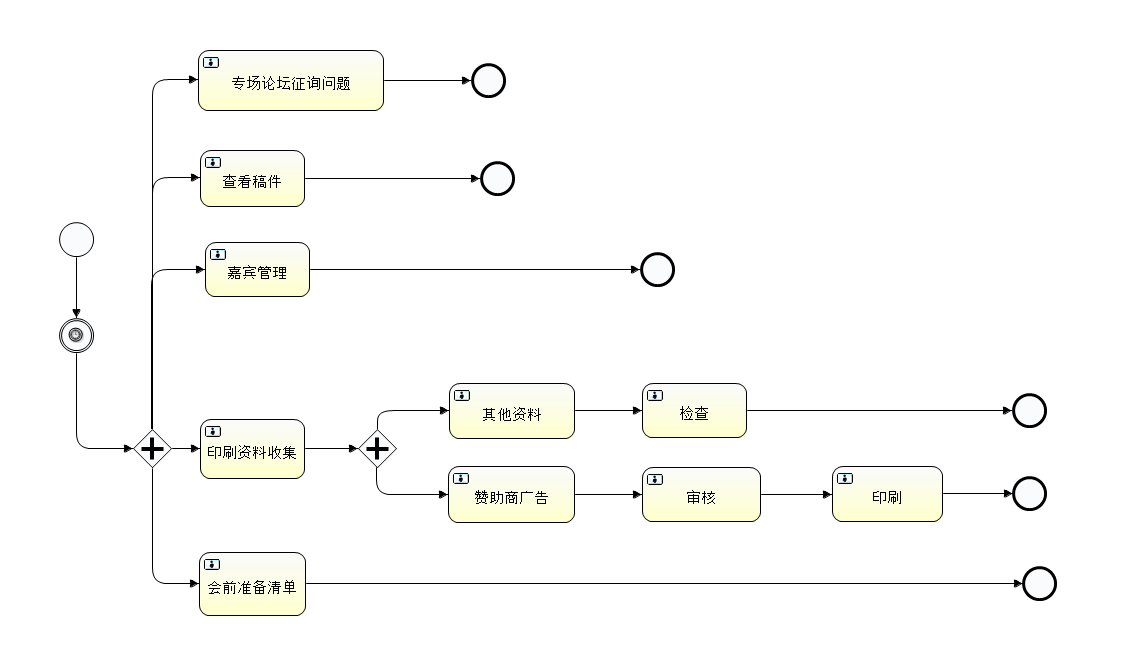 专场论坛征询问题
查看稿件
嘉宾管理
其他资料
检查
印刷资料收集
赞助商广告
审核
印刷
会前准备清单